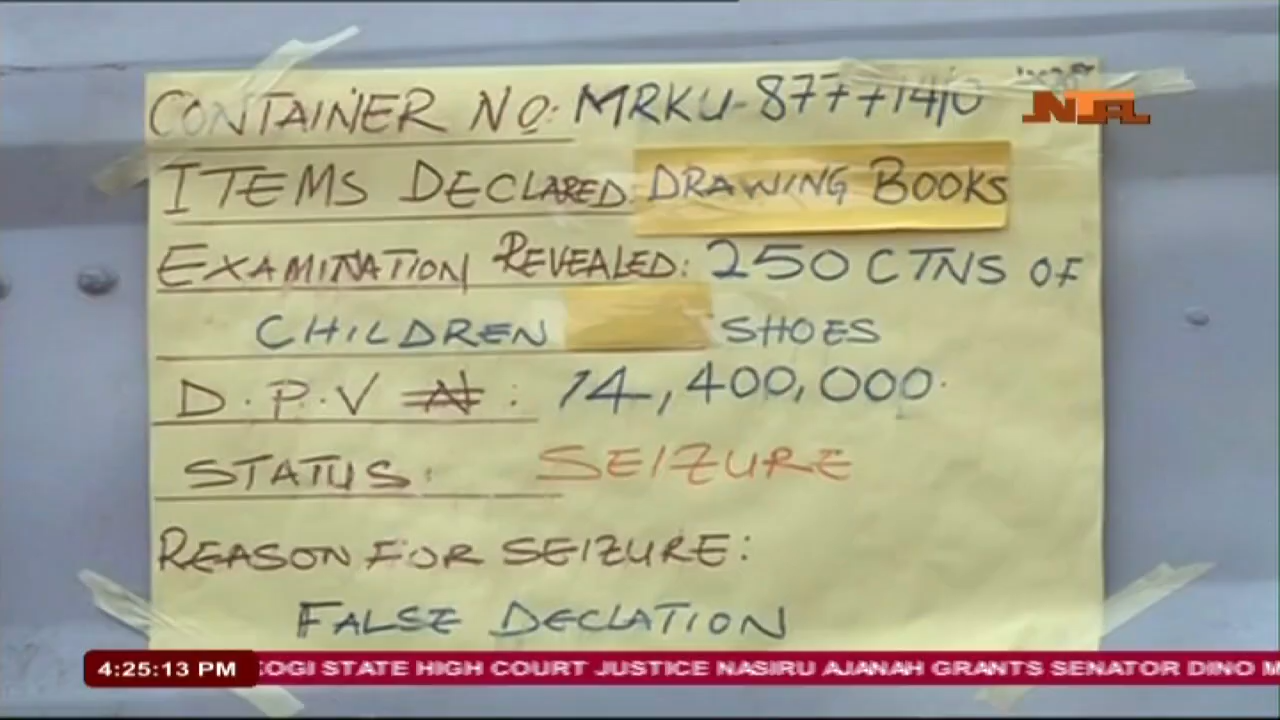 CONTAINER NO: MRKU-8777140
NTA
ITEMS DECLARED: DRAWING BOOKS
EXAMINATION REVEALED: 250 CTNS OF
CHILDREN SHOES
D.P.V ₦: 14,400,000.
STATUS: SEIZURE
REASON FOR SEIZURE:
FALSE DECLATION
4:25:13 PM KOGI STATE HIGH COURT JUSTICE NASIRU AJANAH GRANTS SENATOR DINO